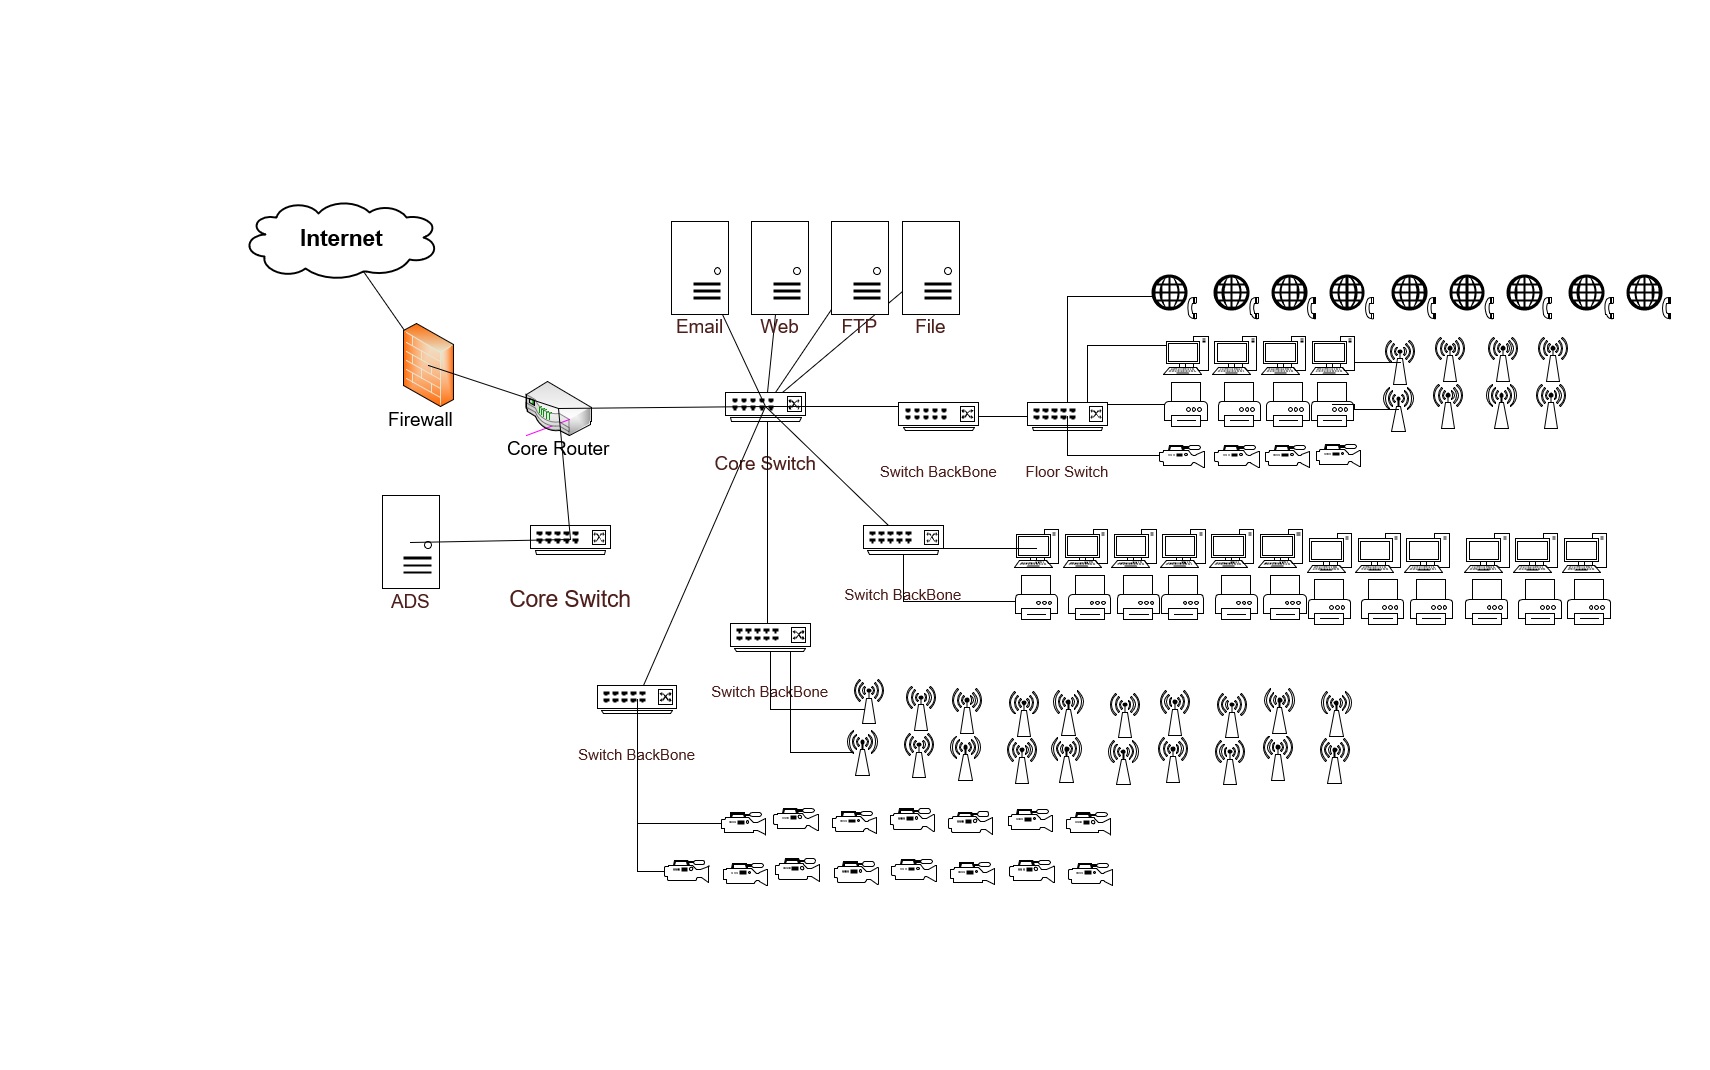 Internet
Email
Web
FTP
File
Firewall
Core Router
Core Switch
Switch BackBone
Floor Switch
ADS
Core Switch
Switch BackBone
Switch BackBone
Switch BackBone